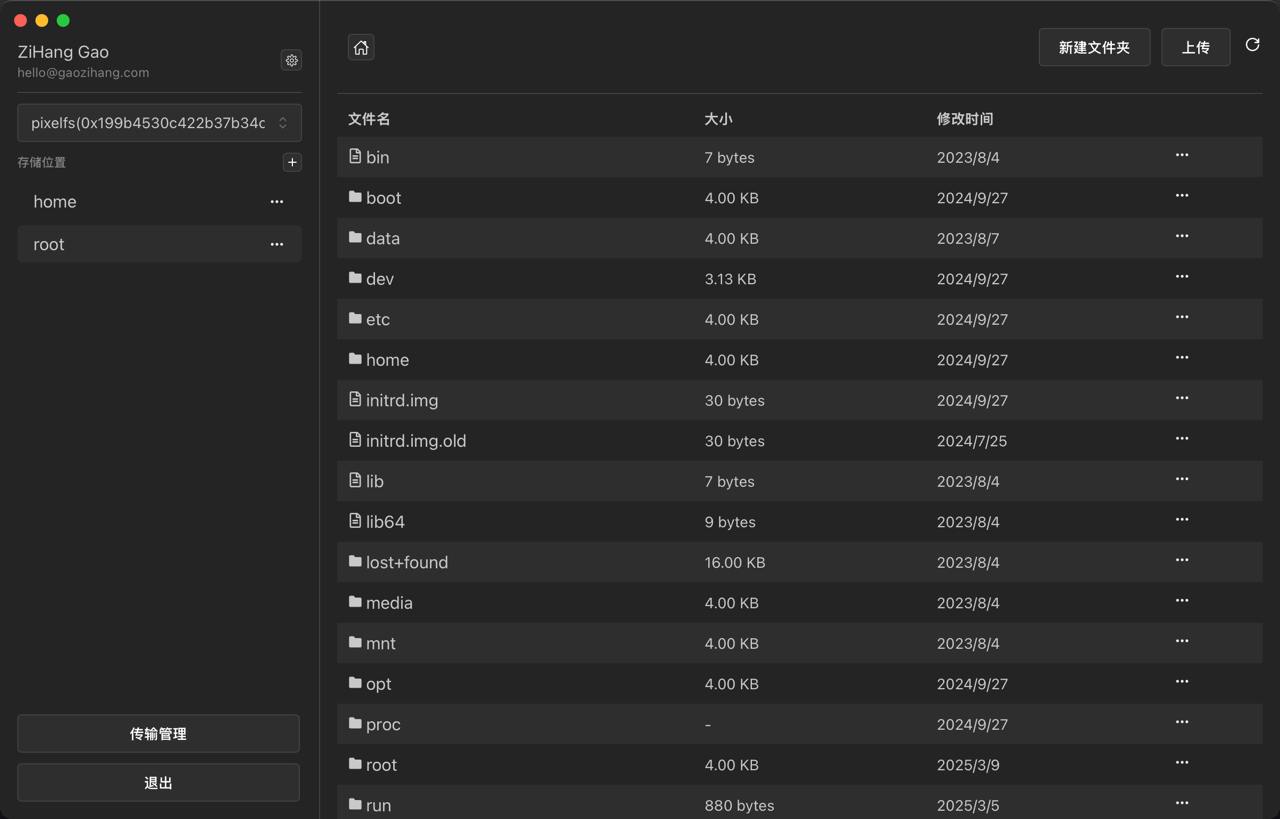 ZiHang Gao
hello@gaozihang.com
pixelfs(0x199b4530c422b37b34c
存储位置
home
root
传输管理
退出
新建文件夹 上传
文件名 大小 修改时间
bin 7 bytes 2023/8/4
boot 4.00 KB 2024/9/27
data 4.00 KB 2023/8/7
dev 3.13 KB 2024/9/27
etc 4.00 KB 2024/9/27
home 4.00 KB 2024/9/27
initrd.img 30 bytes 2024/9/27
initrd.img.old 30 bytes 2024/7/25
lib 7 bytes 2023/8/4
lib64 9 bytes 2023/8/4
lost+found 16.00 KB 2023/8/4
media 4.00 KB 2023/8/4
mnt 4.00 KB 2023/8/4
opt 4.00 KB 2024/9/27
proc - 2024/9/27
root 4.00 KB 2025/3/9
run 880 bytes 2025/3/5